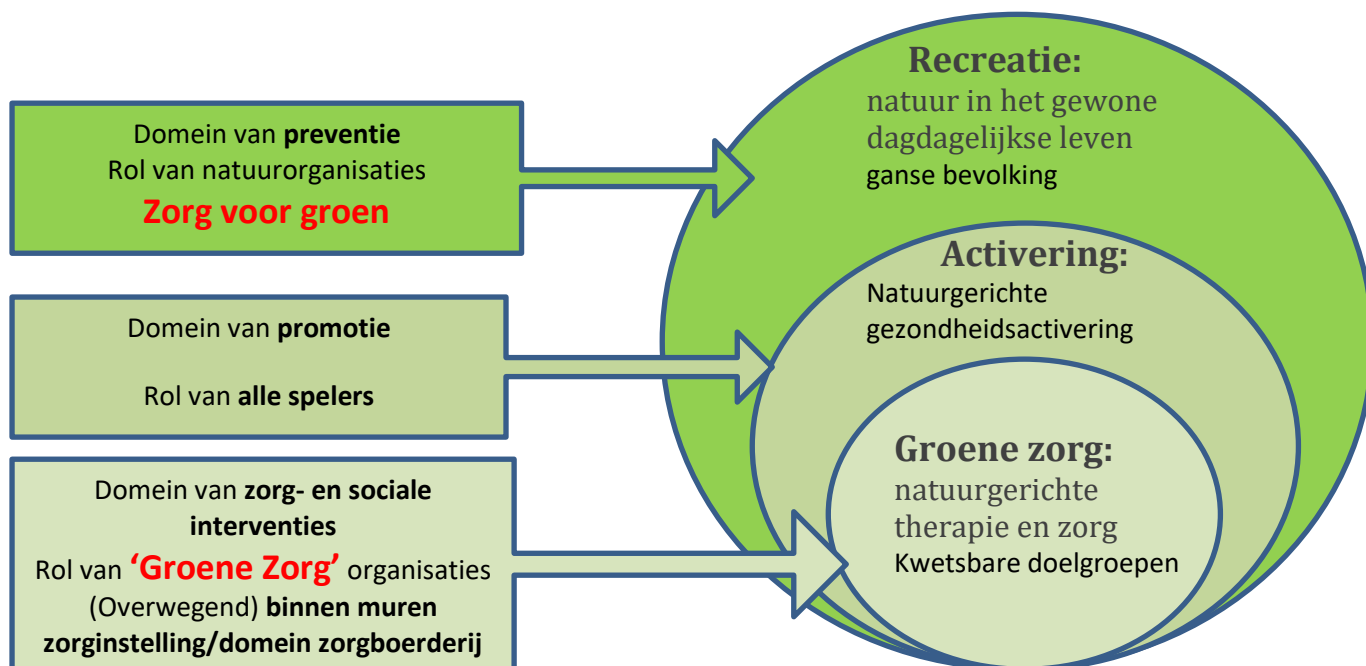 Domein van preventie
Rol van natuurorganisaties
Zorg voor groen
Domein van promotie
Rol van alle spelers
Domein van zorg- en sociale
interventies
Rol van ‘Groene Zorg’ organisaties
(Overwegend) binnen muren
zorginstelling/domein zorgboerderij
Recreatie:
natuur in het gewone
dagdagelijkse leven
ganse bevolking
Activering:
Natuurgerichte
gezondheidsactivering
Groene zorg:
natuurgerichte
therapie en zorg
Kwetsbare doelgroepen